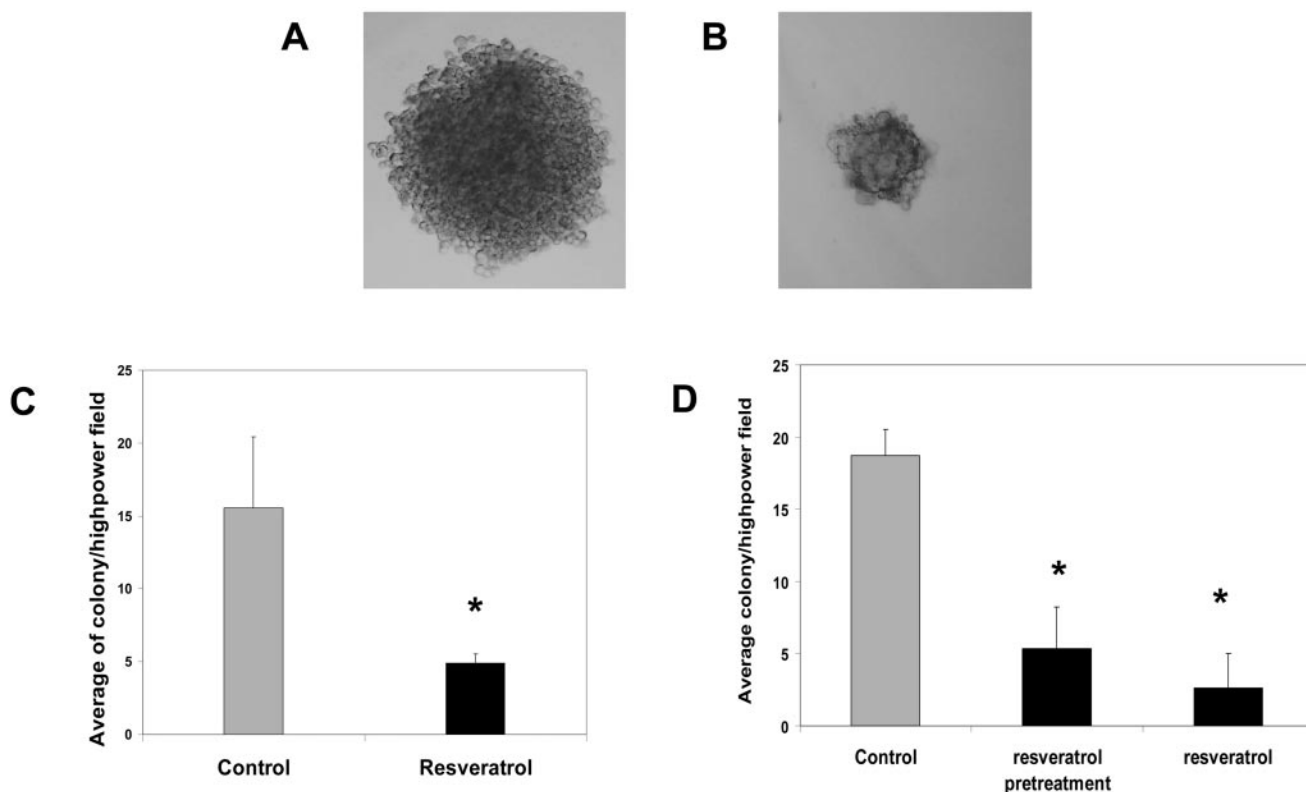 A
B
C
Average of colony/highpower field
25
20
15
10
5
0
*
Control
Resveratrol
D
Average colony/highpower field
25
20
15
10
5
0
*
*
Control
resveratrol
pretreatment
resveratrol